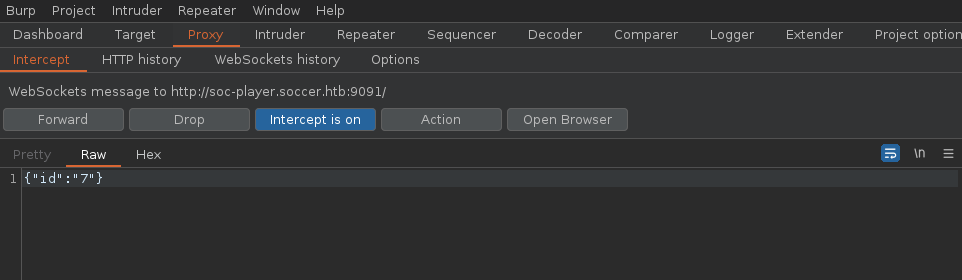 Burp Project Intruder Repeater Window Help
Dashboard Target Proxy Intruder Repeater Sequencer Decoder Comparer Logger Extender Project option
Intercept HTTP history WebSockets history Options
WebSockets message to http://soc-player.soccer.htb:9091/
Forward Drop Intercept is on Action Open Browser
Pretty Raw Hex \n
1 {"id":"7"}